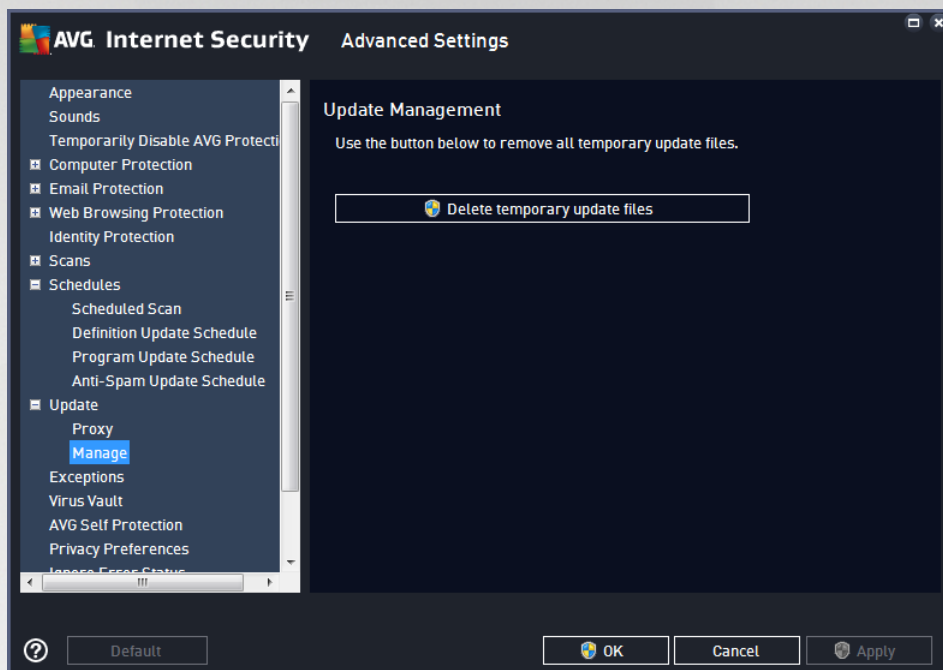 AVG. Internet Security Advanced Settings
Appearance
Sounds
Temporarily Disable AVG Protecti
Computer Protection
Email Protection
Web Browsing Protection
Identity Protection
Scans
Schedules
Scheduled Scan
Definition Update Schedule
Program Update Schedule
Anti-Spam Update Schedule
Update
Proxy
Manage
Exceptions
Virus Vault
AVG Self Protection
Privacy Preferences
Ignore Error Status
Update Management
Use the button below to remove all temporary update files.
Delete temporary update files
? Default OK Cancel Apply